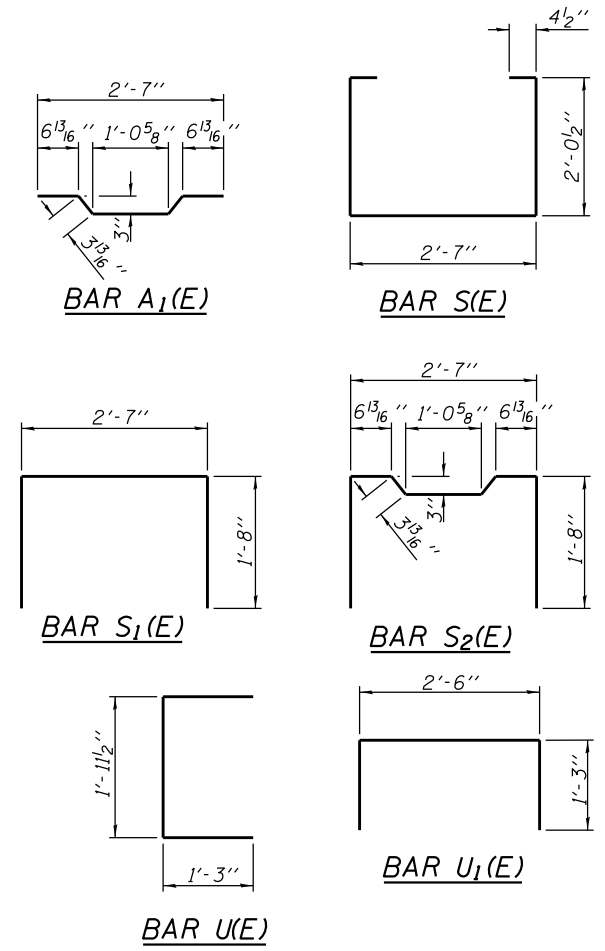 2'-7"
6 13/16" 1'-0 5/8" 6 13/16"
3"
3 13/16"
BAR A1(E)
4 1/2"
2'-0 1/2"
2'-7"
BAR S(E)
2'-7"
1'-8"
BAR S1(E)
2'-7"
6 13/16" 1'-0 5/8" 6 13/16"
3"
3 13/16"
1'-8"
BAR S2(E)
1'-11 1/2"
1'-3"
BAR U(E)
2'-6"
1'-3"
BAR U1(E)